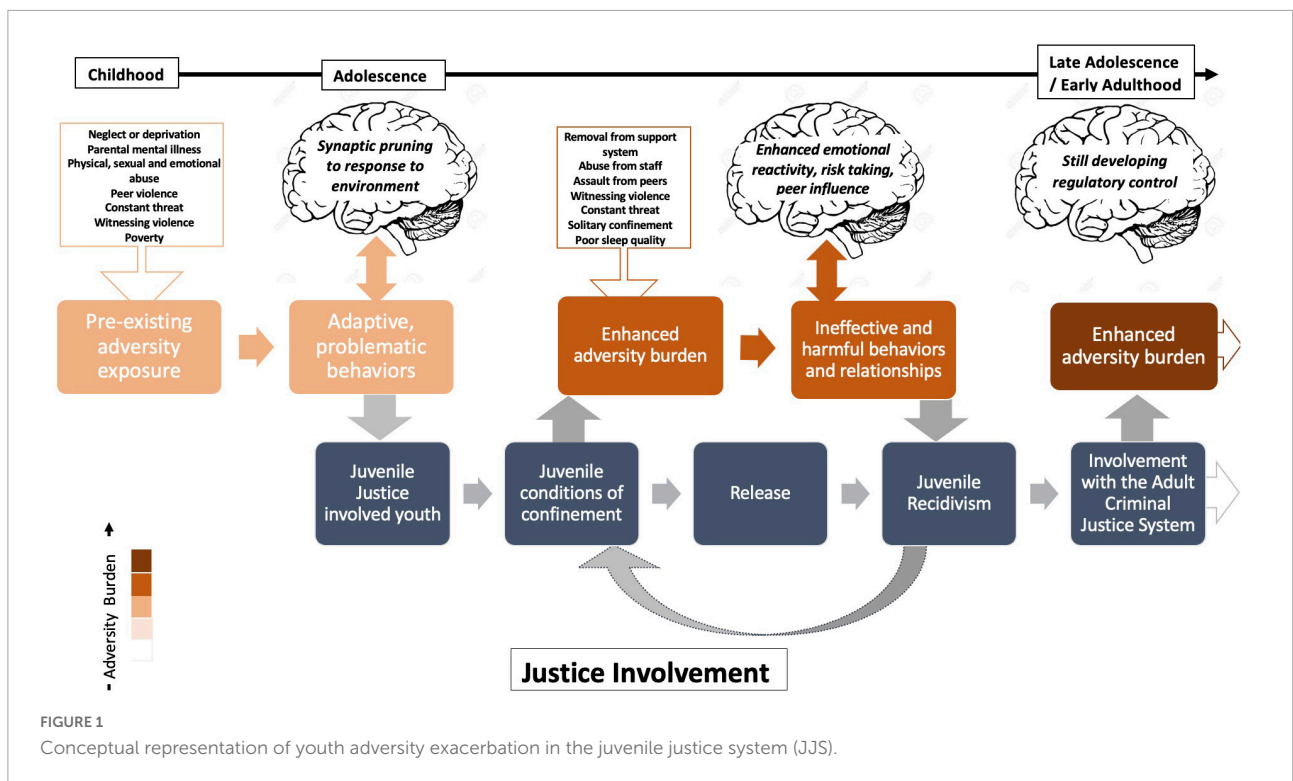 Childhood
Adolescence
Late Adolescence
/ Early Adulthood
Neglect or deprivation
Parental mental illness
Physical, sexual and emotional
abuse
Peer violence
Constant threat
Witnessing violence
Poverty
Synaptic pruning
to response to
environment
Removal from support
system
Abuse from staff
Assault from peers
Witnessing violence
Constant threat
Solitary confinement
Poor sleep quality
Enhanced emotional
reactivity, risk taking,
peer influence
Still developing
regulatory control
Pre-existing
adversity
exposure
Adaptive,
problematic
behaviors
Enhanced
adversity burden
Ineffective and
harmful behaviors
and relationships
Enhanced
adversity burden
Juvenile
Justice
involved youth
Juvenile
conditions of
confinement
Release
Juvenile
Recidivism
Involvement
with the Adult
Criminal
Justice System
Adversity Burden
Justice Involvement
FIGURE 1
Conceptual representation of youth adversity exacerbation in the juvenile justice system (JJS).